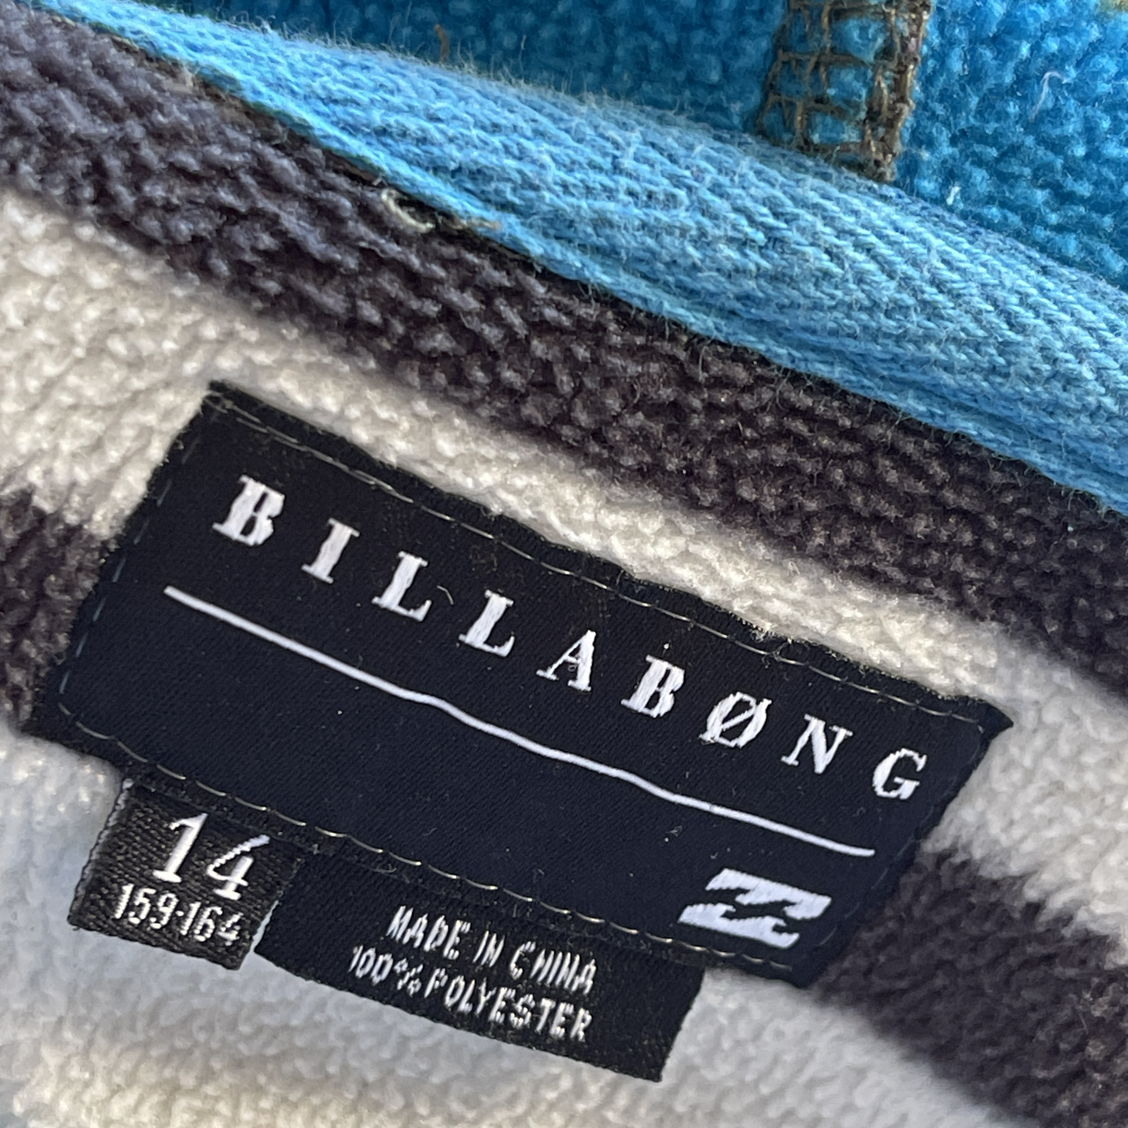 BILLABØNG
14
159-164
MADE IN CHINA
100% POLYESTER